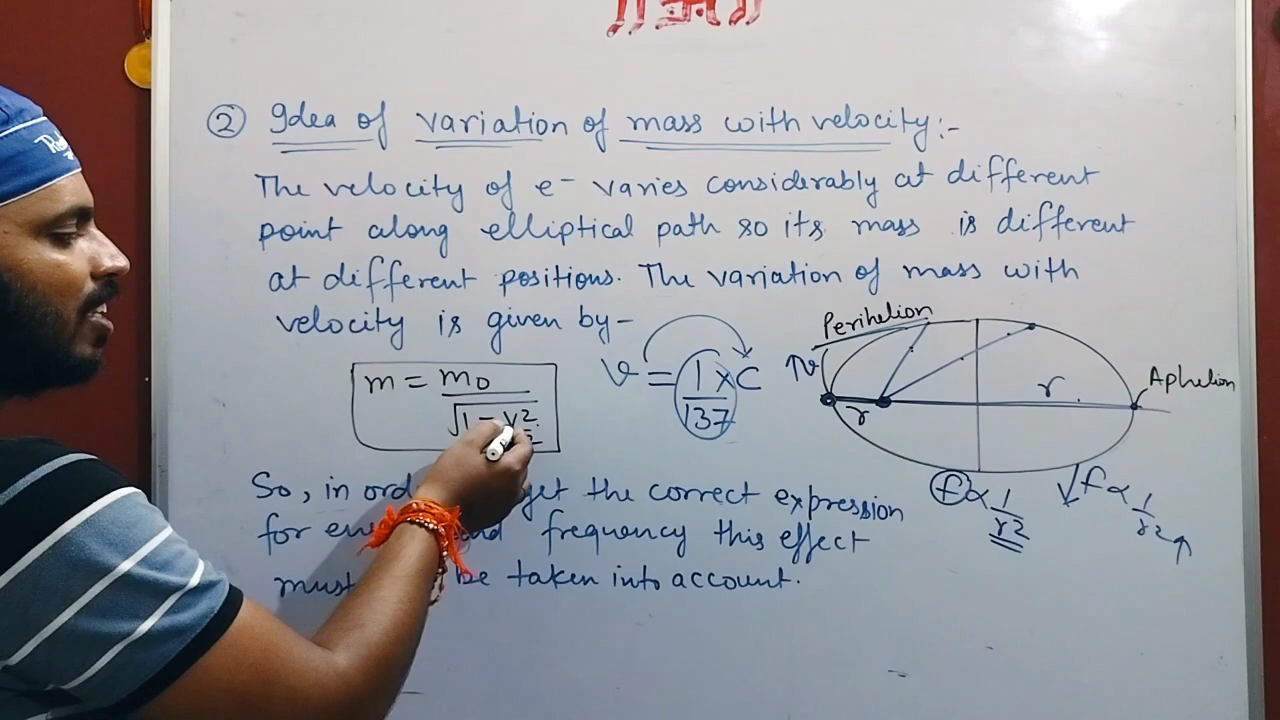 ② Idea of variation of mass with velocity:-
The velocity of e- varies considerably at different
point along elliptical path so its mass is different
at different positions. The variation of mass with
velocity is given by-
m = m0 / √1 - v2
v = 1/137 × C
Perihelion
v
r
r
Aphelion
So, in get the correct expression
for frequency this effect
must be taken into account.
f ∝ 1/r2
↓ f ∝ 1/r2 ↑